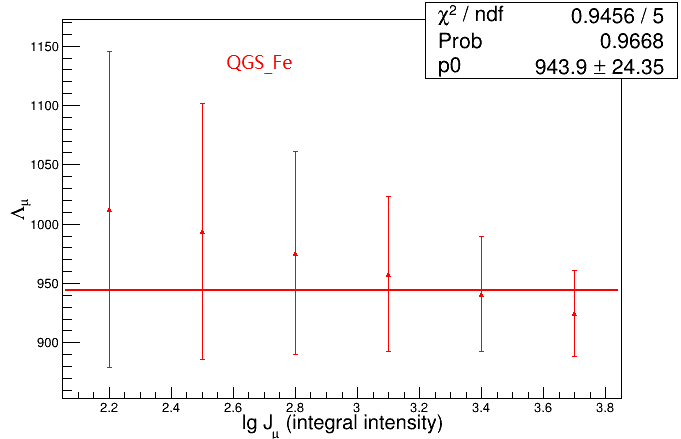 χ² / ndf 0.9456 / 5
Prob 0.9668
p0 943.9 ± 24.35
QGS_Fe
1150
1100
1050
1000
950
900
Λμ
2.2 2.4 2.6 2.8 3 3.2 3.4 3.6 3.8
lg Jμ (integral intensity)